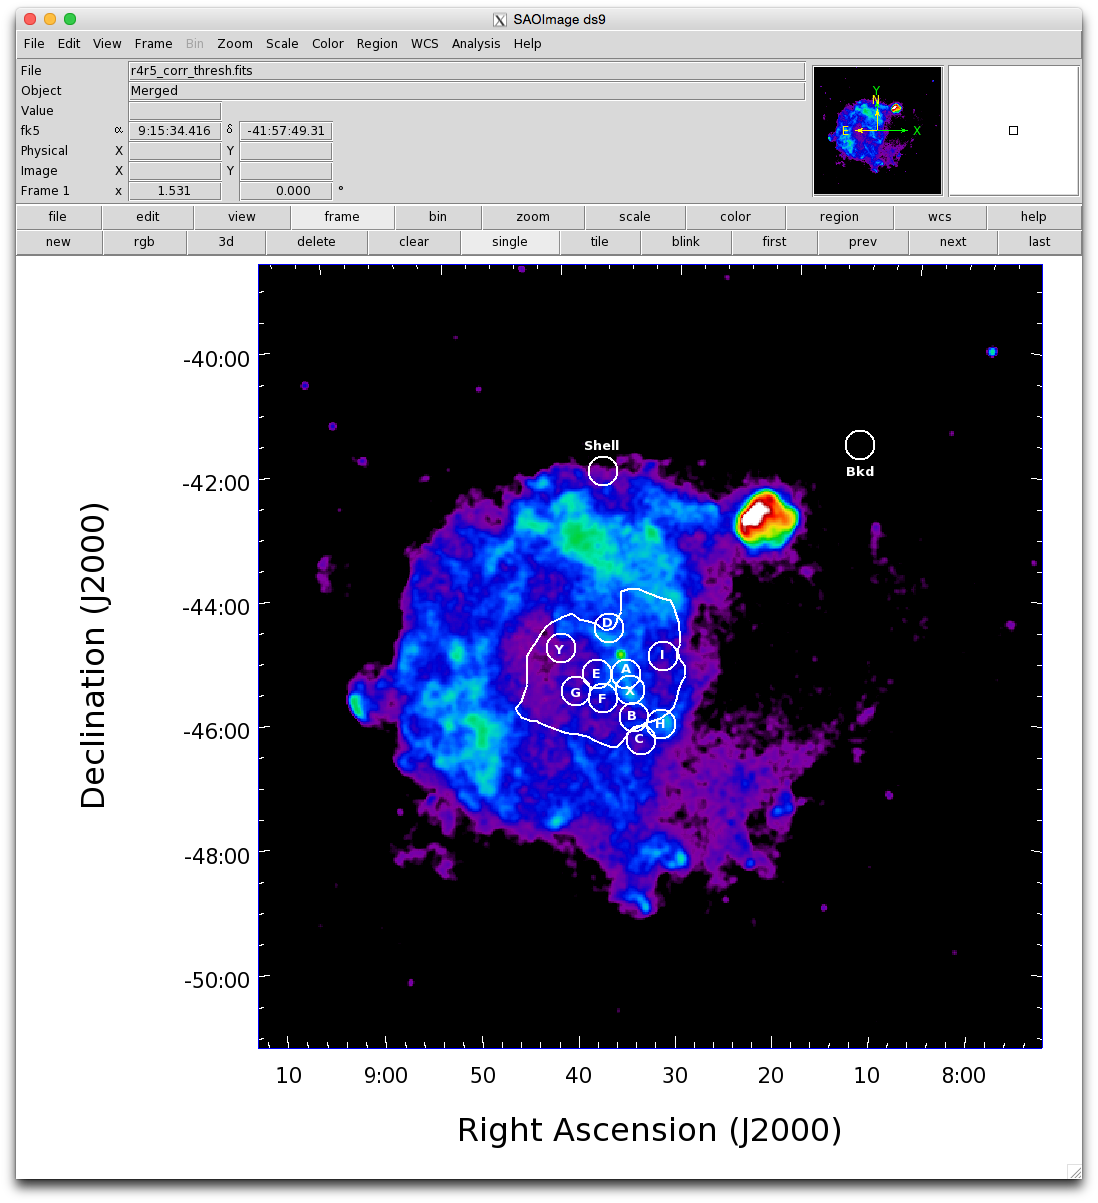 SAOImage ds9
File Edit View Frame Bin Zoom Scale Color Region WCS Analysis Help
File r4r5_corr_thresh.fits
Object Merged
Value
fk5 α 9:15:34.416 δ -41:57:49.31
Physical X Y
Image X Y
Frame 1 x 1.531 0.000 °
Y
N
E X
file edit view frame bin zoom scale color region wcs help
new rgb 3d delete clear single tile blink first prev next last
-40:00
-42:00
-44:00
-46:00
-48:00
-50:00
Declination (J2000)
Shell
Bkd
D
Y
I
E
A
G
F
X
B
H
C
10 9:00 50 40 30 20 10 8:00
Right Ascension (J2000)